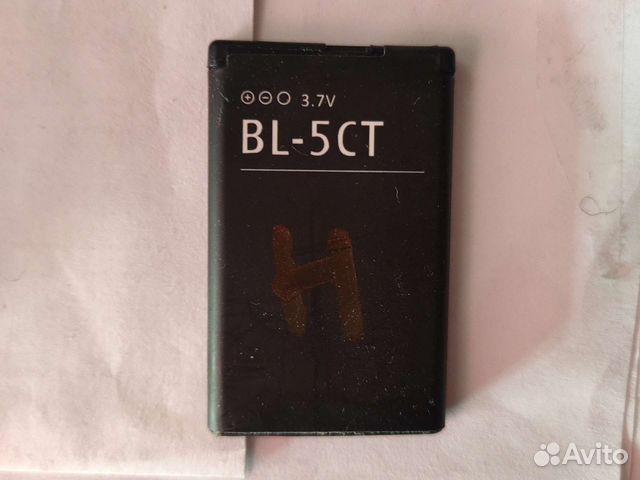 ⊕⊖○ 3.7V
BL-5CT
H
Avito